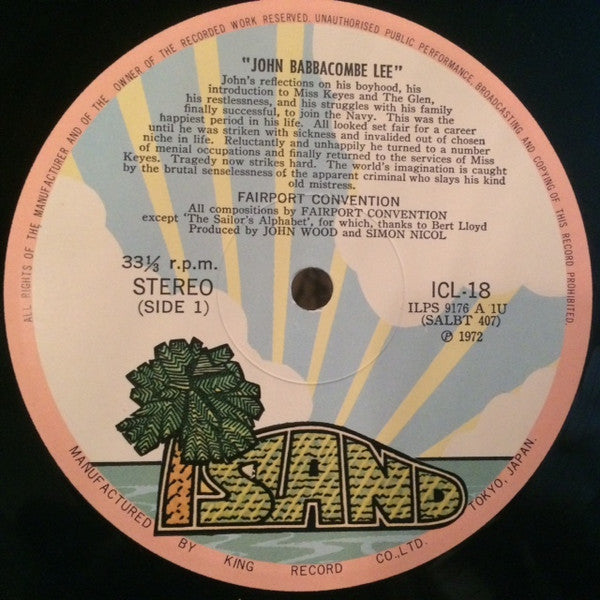 ALL RIGHTS OF THE MANUFACTURER AND OF THE OWNER OF THE RECORDED WORK RESERVED. UNAUTHORISED PUBLIC PERFORMANCE, BROADCASTING AND COPYING OF THIS RECORD PROHIBITED.
"JOHN BABBACOMBE LEE"
John's reflections on his boyhood, his
introduction to Miss Keyes and The Glen,
his restlessness, and his struggles with his family
finally successful, to join the Navy. This was the
happiest period in his life. All looked set fair for a career
until he was striken with sickness and invalided out of chosen
niche in life. Reluctantly and unhappily he turned to a number
of menial occupations and finally returned to the services of Miss
Keyes. Tragedy now strikes hard. The world's imagination is caught
by the brutal senselessness of the apparent criminal who slays his kind
old mistress.
FAIRPORT CONVENTION
All compositions by FAIRPORT CONVENTION
except 'The Sailor's Alphabet', for which, thanks to Bert Lloyd
Produced by JOHN WOOD and SIMON NICOL
33⅓ r.p.m.
STEREO
(SIDE 1)
ICL-18
ILPS 9176 A 1U
(SALBT 407)
Ⓟ 1972
ISLAND
MANUFACTURED BY KING RECORD CO.,LTD. TOKYO, JAPAN.